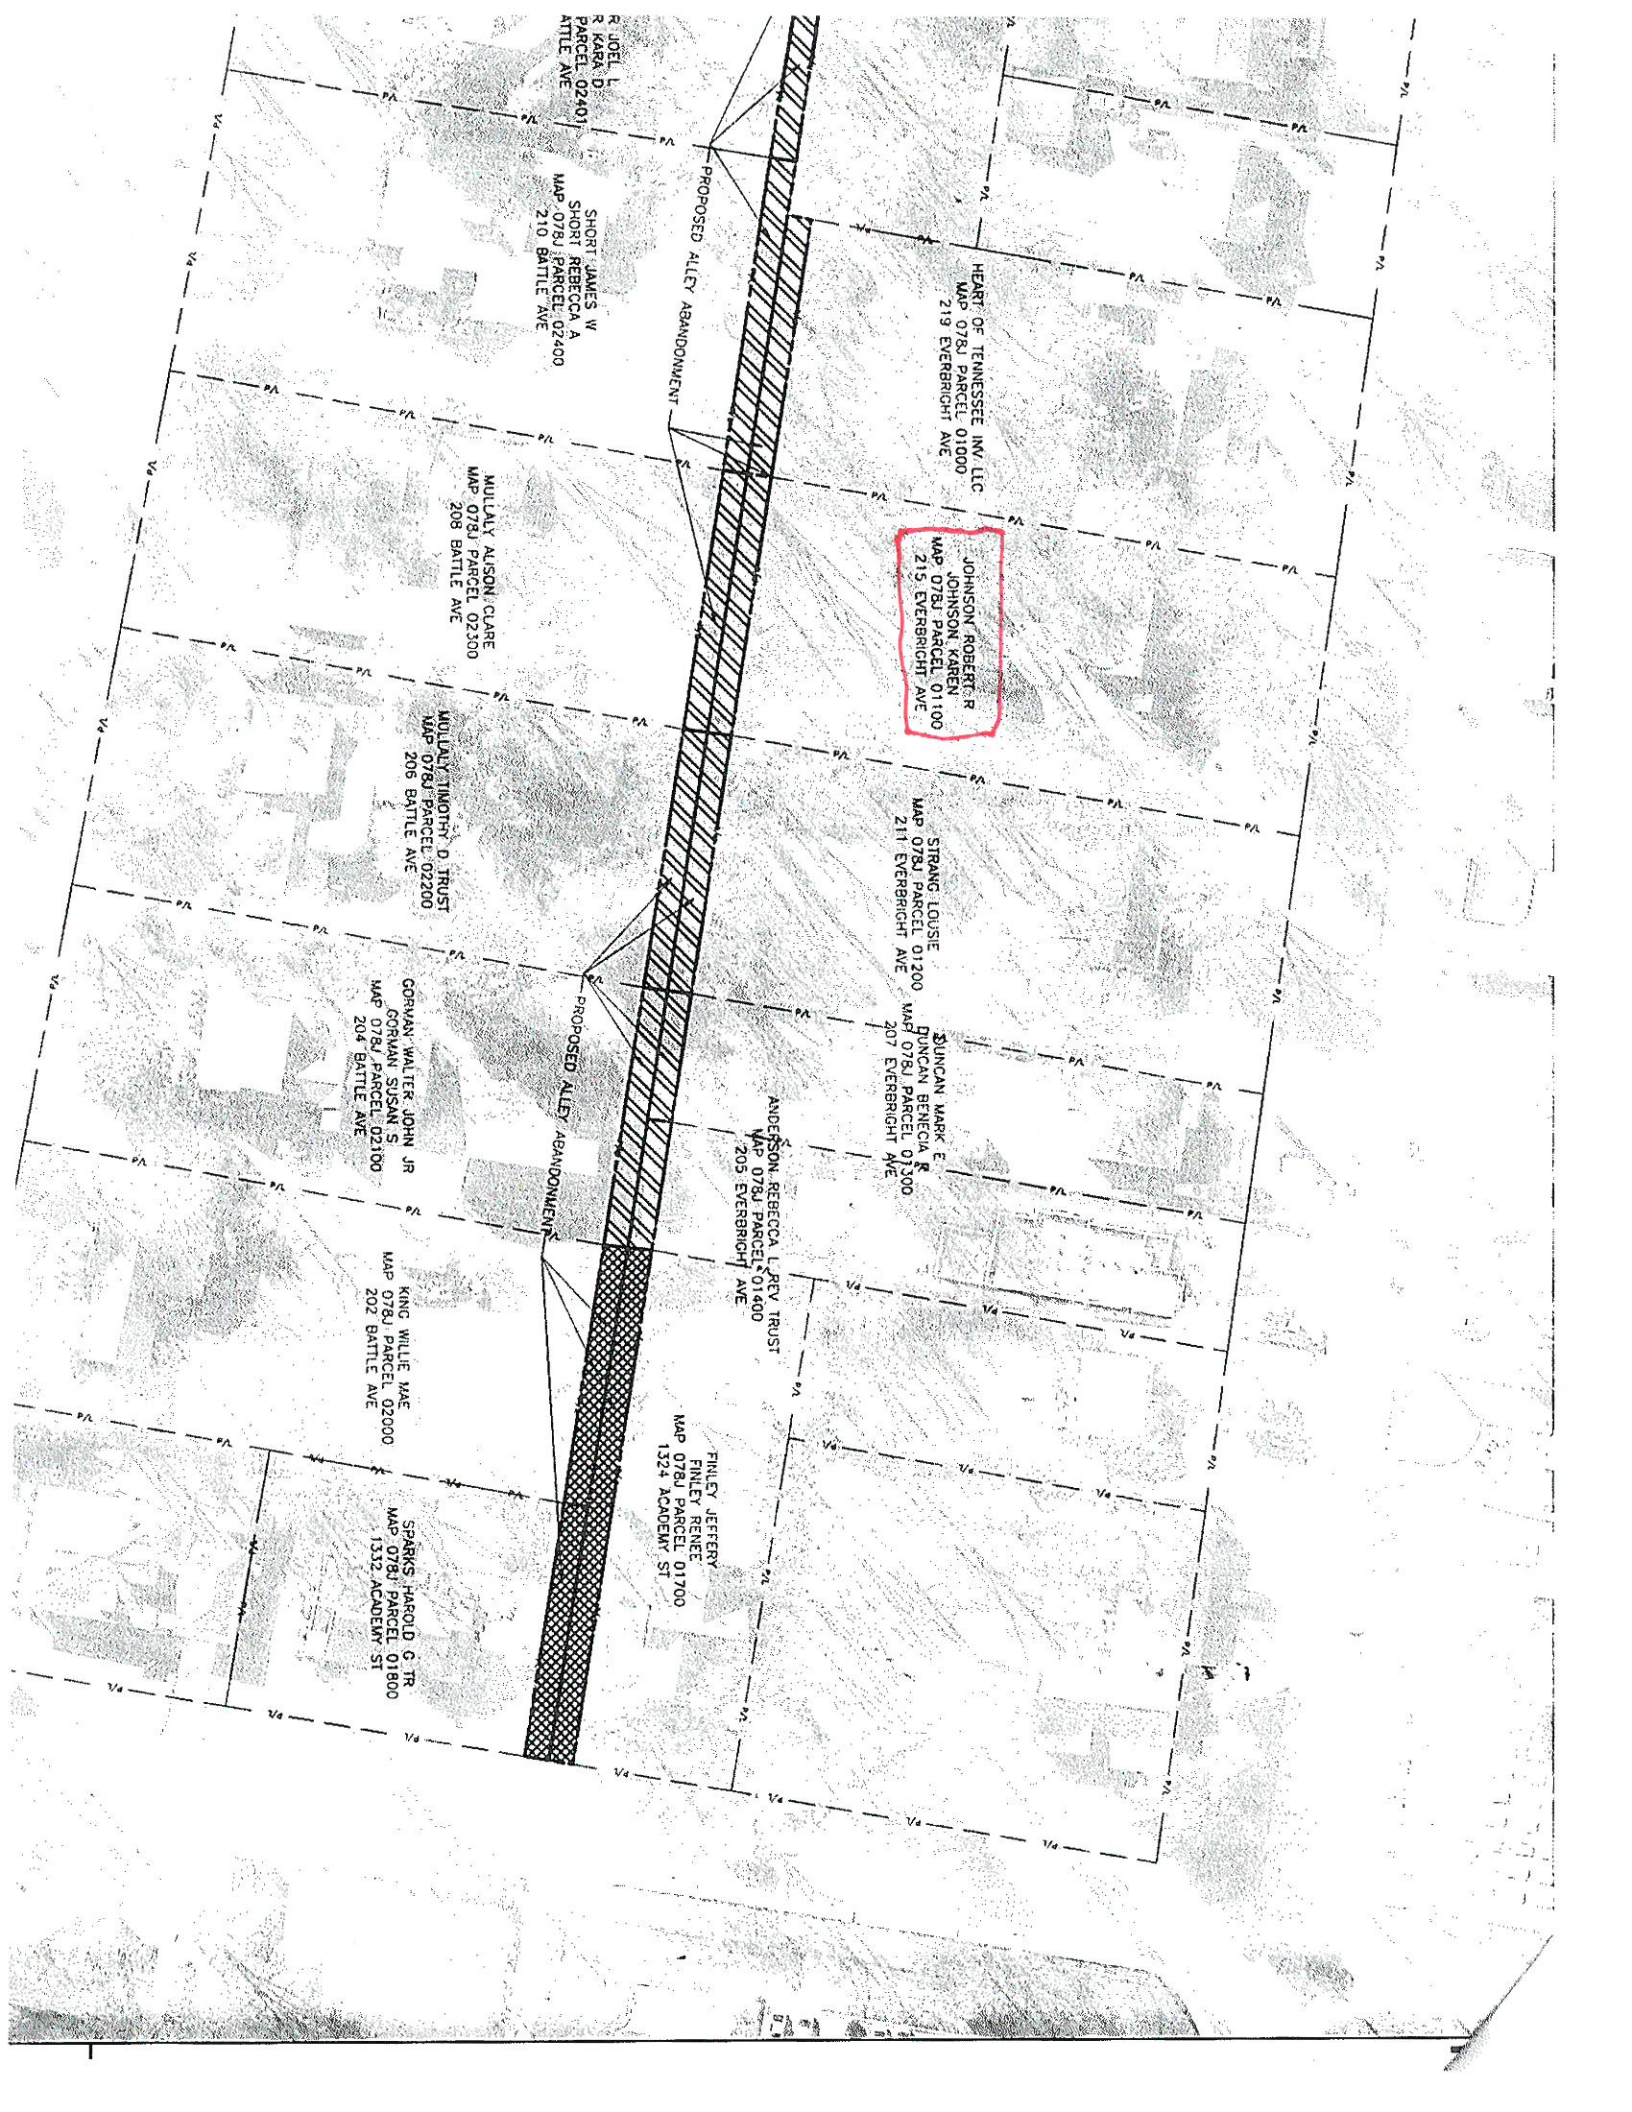 R JOEL L
R KARA D
PARCEL 02401
ATTLE AVE
SHORT JAMES W
SHORT REBECCA A
MAP 078J PARCEL 02400
210 BATTLE AVE
PROPOSED ALLEY ABANDONMENT
HEART OF TENNESSEE INV LLC
MAP 078J PARCEL 01000
219 EVERBRIGHT AVE
MULLALY ALISON CLARE
MAP 078J PARCEL 02300
208 BATTLE AVE
JOHNSON ROBERT R
JOHNSON KAREN
MAP 078J PARCEL 01100
215 EVERBRIGHT AVE
MULLALY TIMOTHY D TRUST
MAP 078J PARCEL 02200
206 BATTLE AVE
STRANG LOUSIE
MAP 078J PARCEL 01200
211 EVERBRIGHT AVE
GORMAN WALTER JOHN JR
GORMAN SUSAN S
MAP 078J PARCEL 02100
204 BATTLE AVE
PROPOSED ALLEY ABANDONMENT
DUNCAN MARK E
DUNCAN BENECIA R
MAP 078J PARCEL 01300
207 EVERBRIGHT AVE
ANDERSON REBECCA L REV TRUST
MAP 078J PARCEL 01400
205 EVERBRIGHT AVE
KING WILLIE MAE
MAP 078J PARCEL 02000
202 BATTLE AVE
FINLEY JEFFERY
FINLEY RENEE
MAP 078J PARCEL 01700
1324 ACADEMY ST
SPARKS HAROLD G TR
MAP 078J PARCEL 01800
1332 ACADEMY ST